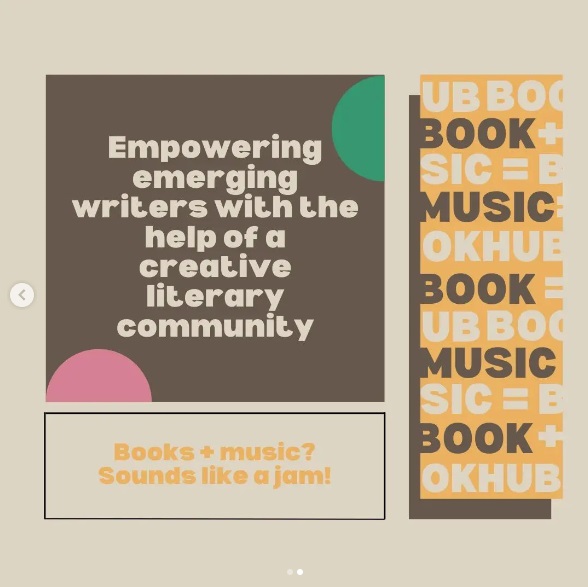 Empowering
emerging
writers with the
help of a
creative
literary
community
Books + music?
Sounds like a jam!
UB BOO
BOOK+
SIC = B
MUSIC=
OKHUB
BOOK =
UB BOO
MUSIC
SIC = B
BOOK +
OKHUB